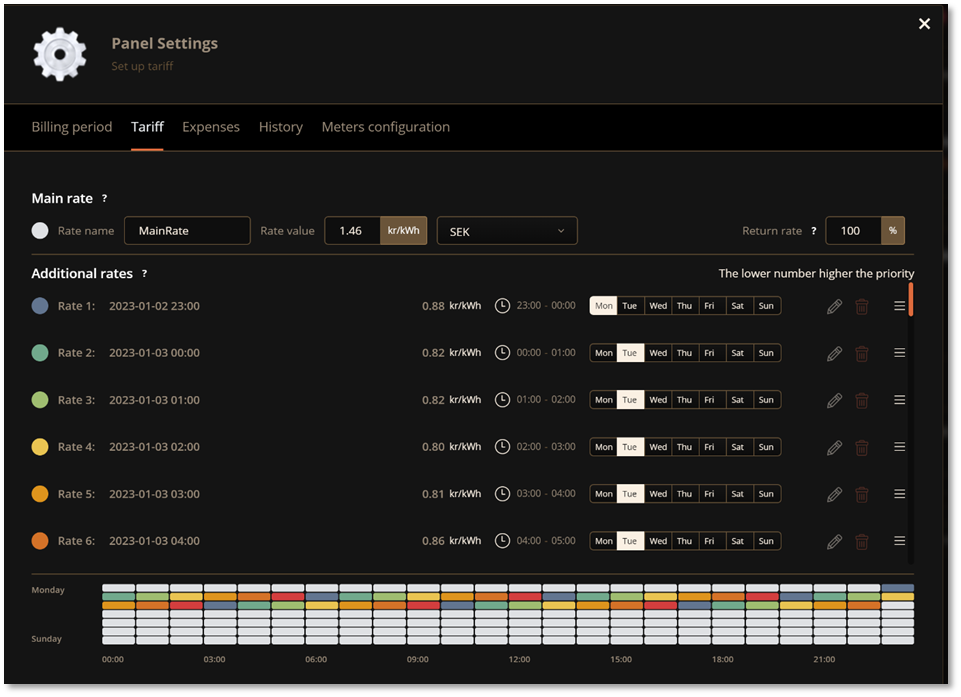 Panel Settings
Set up tariff
Billing period Tariff Expenses History Meters configuration
Main rate ?
Rate name MainRate Rate value 1.46 kr/kWh SEK Return rate ? 100 %
Additional rates ? The lower number higher the priority
Rate 1: 2023-01-02 23:00 0.88 kr/kWh 23:00 - 00:00 Mon Tue Wed Thu Fri Sat Sun
Rate 2: 2023-01-03 00:00 0.82 kr/kWh 00:00 - 01:00 Mon Tue Wed Thu Fri Sat Sun
Rate 3: 2023-01-03 01:00 0.82 kr/kWh 01:00 - 02:00 Mon Tue Wed Thu Fri Sat Sun
Rate 4: 2023-01-03 02:00 0.80 kr/kWh 02:00 - 03:00 Mon Tue Wed Thu Fri Sat Sun
Rate 5: 2023-01-03 03:00 0.81 kr/kWh 03:00 - 04:00 Mon Tue Wed Thu Fri Sat Sun
Rate 6: 2023-01-03 04:00 0.86 kr/kWh 04:00 - 05:00 Mon Tue Wed Thu Fri Sat Sun
Monday
Sunday
00:00 03:00 06:00 09:00 12:00 15:00 18:00 21:00